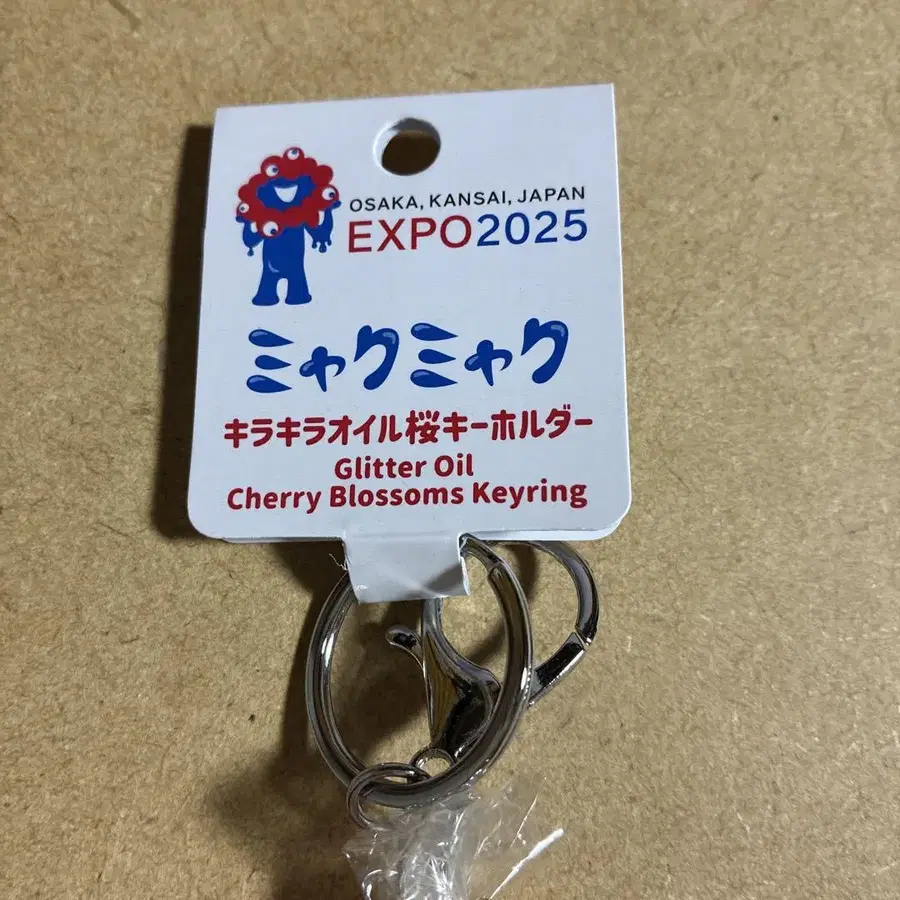 OSAKA, KANSAI, JAPAN
EXPO2025
ミャクミャク
キラキラオイル桜キーホルダー
Glitter Oil
Cherry Blossoms Keyring